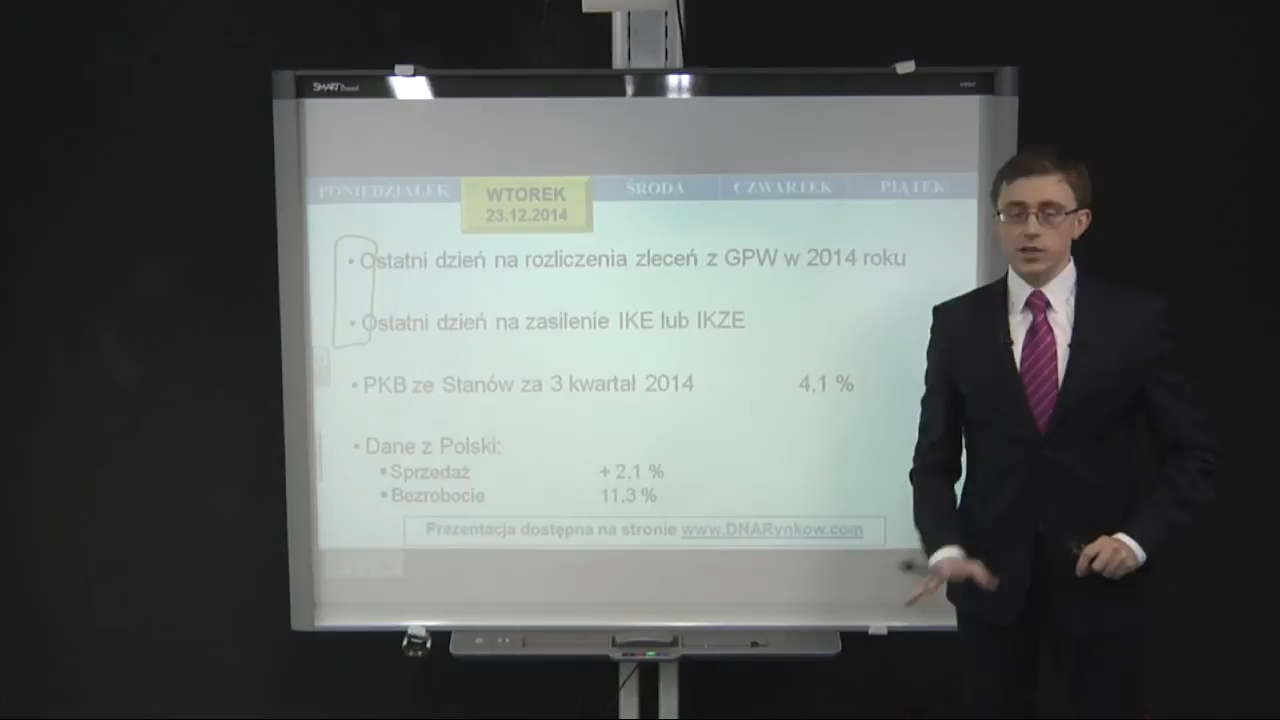 SMART Board
PONIEDZIAŁEK WTOREK ŚRODA CZWARTEK PIĄTEK
23.12.2014
• Ostatni dzień na rozliczenia zleceń z GPW w 2014 roku
• Ostatni dzień na zasilenie IKE lub IKZE
• PKB ze Stanów za 3 kwartał 2014 4,1 %
• Dane z Polski:
▪ Sprzedaż + 2,1 %
▪ Bezrobocie 11,3 %
Prezentacja dostępna na stronie www.DNARynkow.com